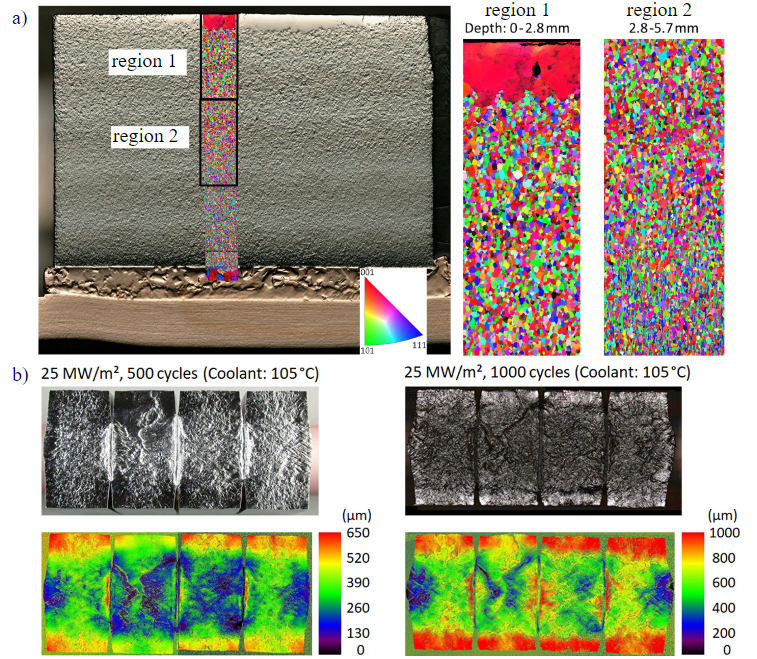 a)
region 1
region 2
001
101
111
region 1
Depth: 0-2.8mm
region 2
2.8-5.7mm
b)
25 MW/m², 500 cycles (Coolant: 105°C)
25 MW/m², 1000 cycles (Coolant: 105°C)
(µm)
650
520
390
260
130
0
(µm)
1000
800
600
400
200
0